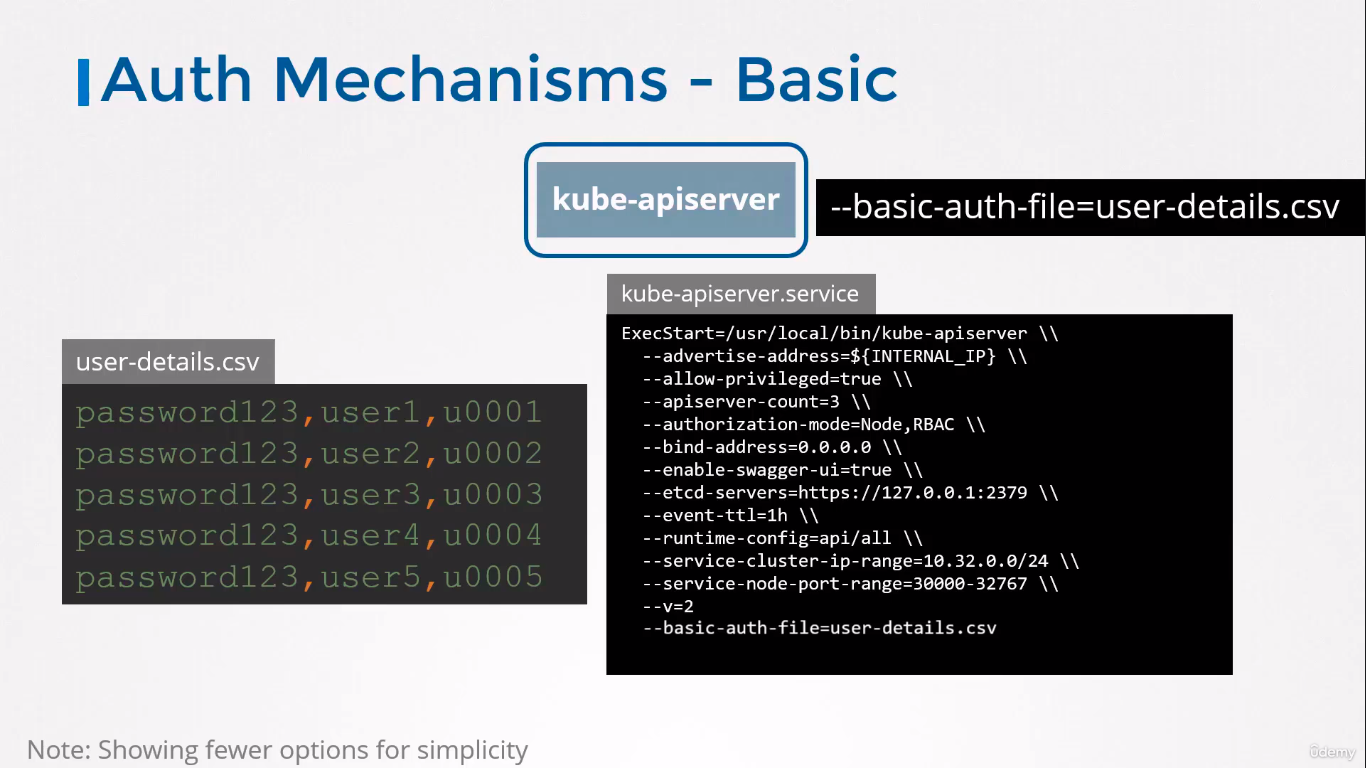 Auth Mechanisms - Basic
kube-apiserver
--basic-auth-file=user-details.csv
kube-apiserver.service
ExecStart=/usr/local/bin/kube-apiserver \\
--advertise-address=${INTERNAL_IP} \\
--allow-privileged=true \\
--apiserver-count=3 \\
--authorization-mode=Node,RBAC \\
--bind-address=0.0.0.0 \\
--enable-swagger-ui=true \\
--etcd-servers=https://127.0.0.1:2379 \\
--event-ttl=1h \\
--runtime-config=api/all \\
--service-cluster-ip-range=10.32.0.0/24 \\
--service-node-port-range=30000-32767 \\
--v=2
--basic-auth-file=user-details.csv
user-details.csv
password123,user1,u0001
password123,user2,u0002
password123,user3,u0003
password123,user4,u0004
password123,user5,u0005
Note: Showing fewer options for simplicity
ûdemy